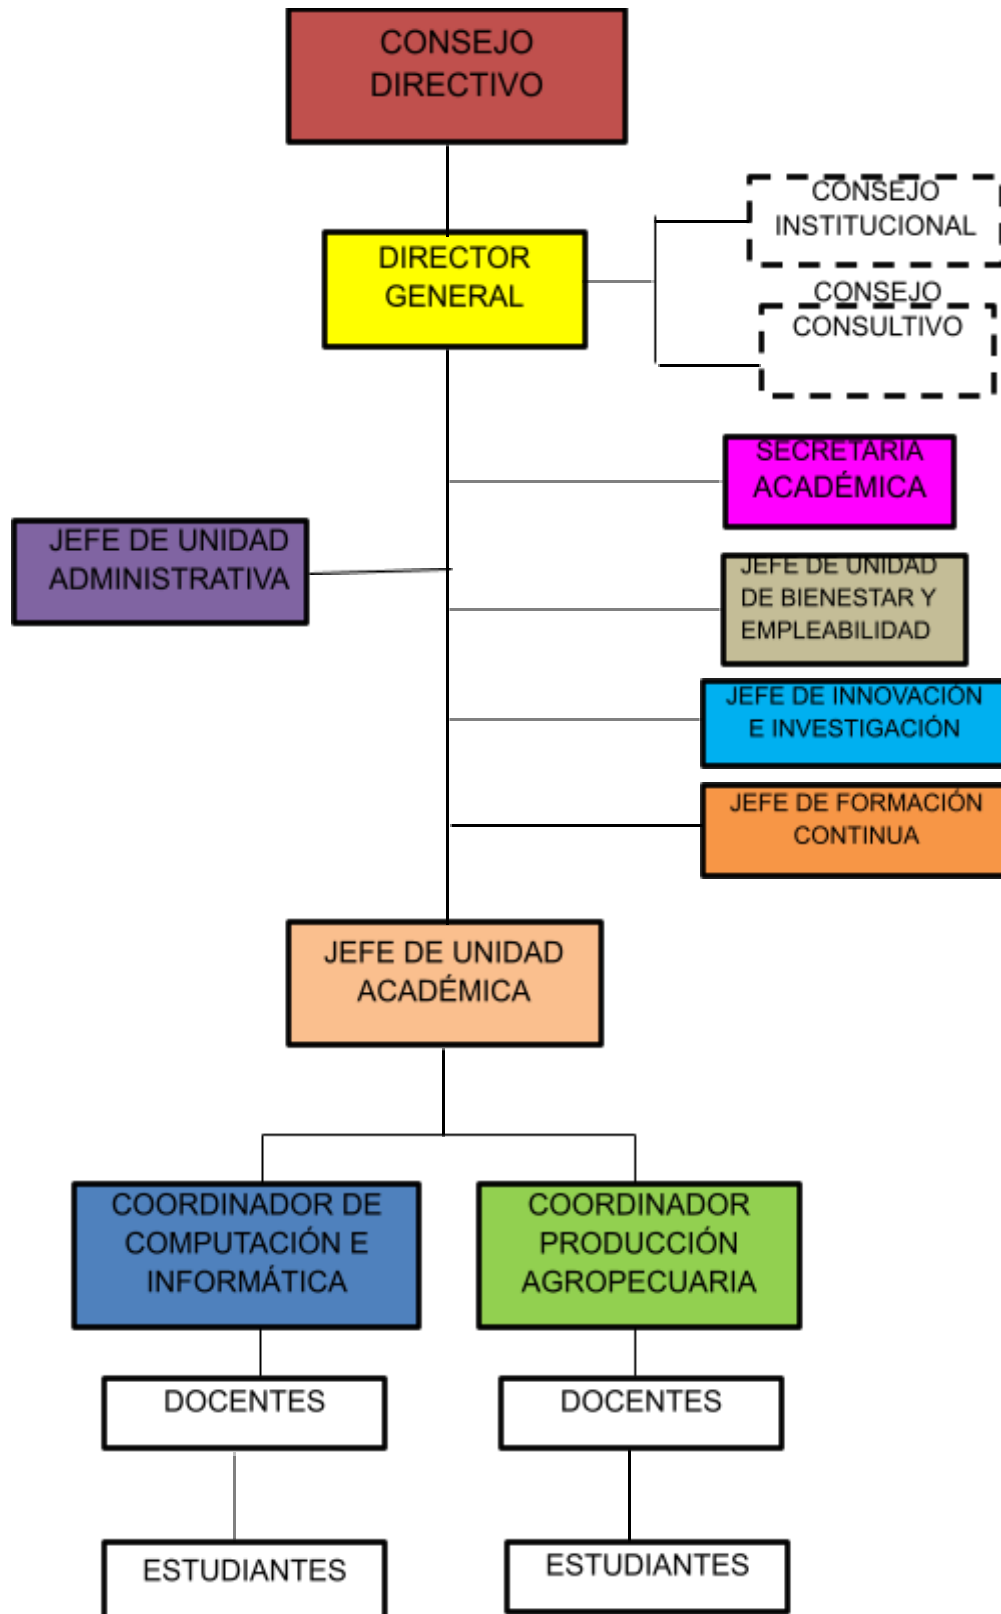 CONSEJO
DIRECTIVO
DIRECTOR
GENERAL
CONSEJO
INSTITUCIONAL
CONSEJO
CONSULTIVO
SECRETARIA
ACADÉMICA
JEFE DE UNIDAD
ADMINISTRATIVA
JEFE DE UNIDAD
DE BIENESTAR Y
EMPLEABILIDAD
JEFE DE INNOVACIÓN
E INVESTIGACIÓN
JEFE DE FORMACIÓN
CONTINUA
JEFE DE UNIDAD
ACADÉMICA
COORDINADOR DE
COMPUTACIÓN E
INFORMÁTICA
COORDINADOR
PRODUCCIÓN
AGROPECUARIA
DOCENTES
DOCENTES
ESTUDIANTES
ESTUDIANTES